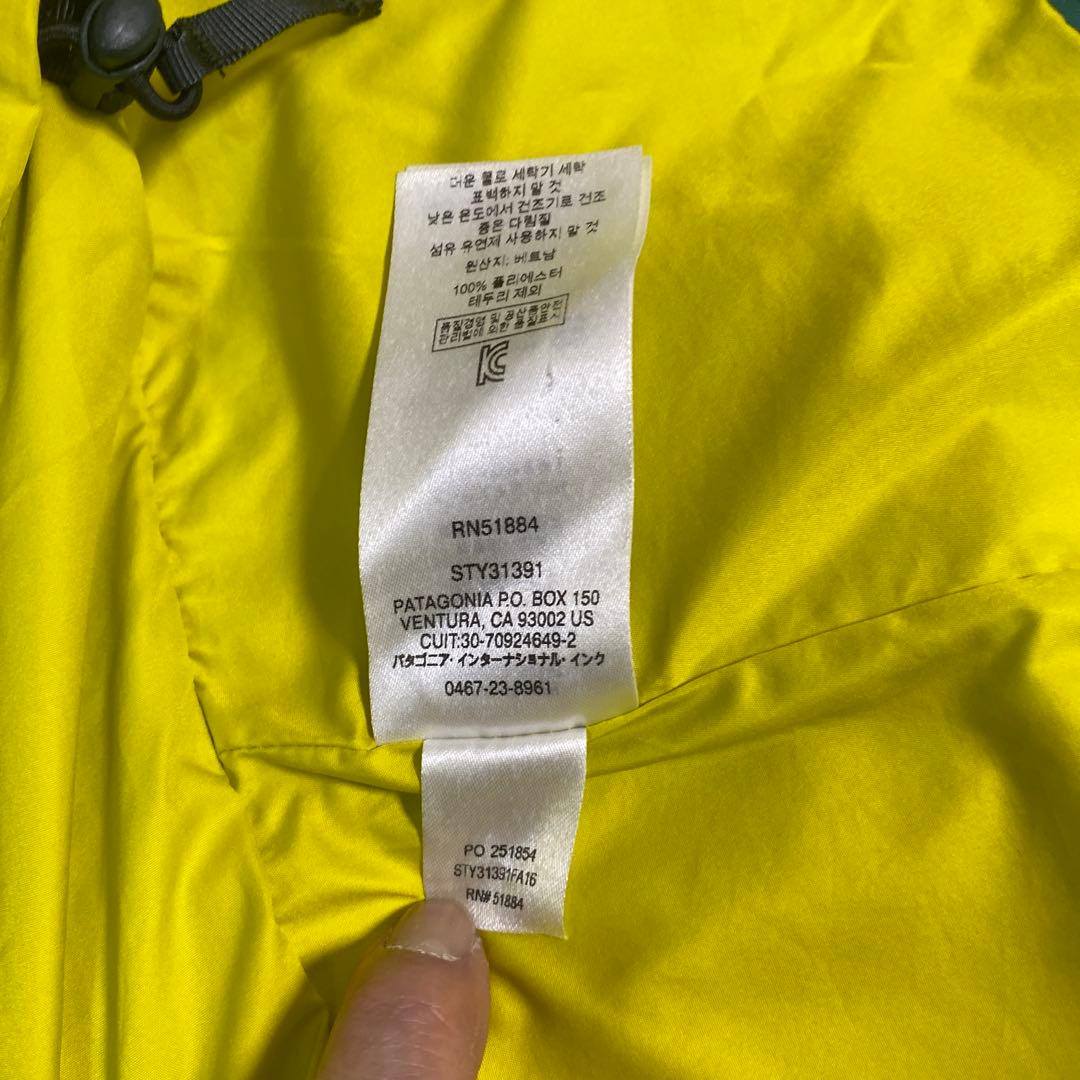 더운 물로 세탁기 세탁
표백하지 말 것
낮은 온도에서 건조기로 건조
중온 다림질
섬유 유연제 사용하지 말 것
원산지: 베트남
100% 폴리에스터
테두리 제외
RN51884
STY31391
PATAGONIA P.O. BOX 150
VENTURA, CA 93002 US
CUIT:30-70924649-2
パタゴニア・インターナショナル・インク
0467-23-8961
PO 251854
STY31391FA16
RN# 51884